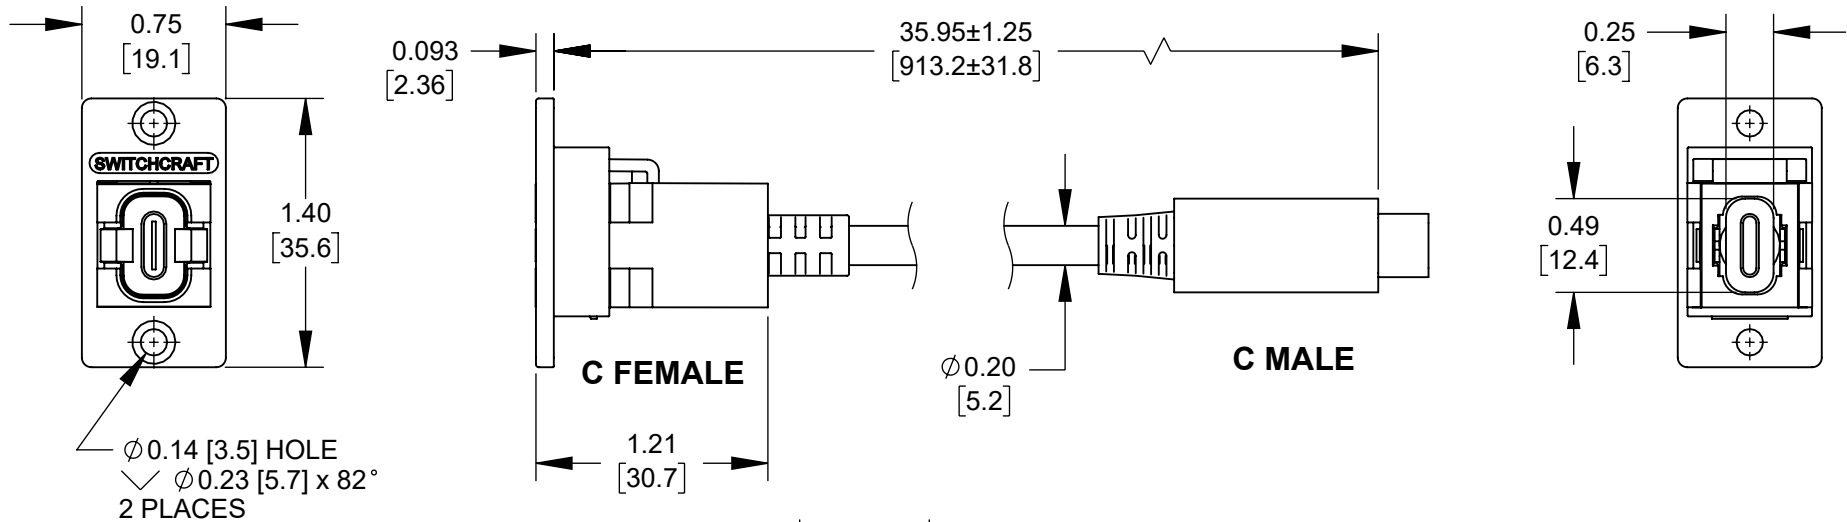 0.75
[19.1]
SWITCHCRAFT
1.40
[35.6]
⌀0.14 [3.5] HOLE
⌵ ⌀0.23 [5.7] x 82°
2 PLACES
0.093
[2.36]
35.95±1.25
[913.2±31.8]
C FEMALE
1.21
[30.7]
⌀0.20
[5.2]
C MALE
0.25
[6.3]
0.49
[12.4]